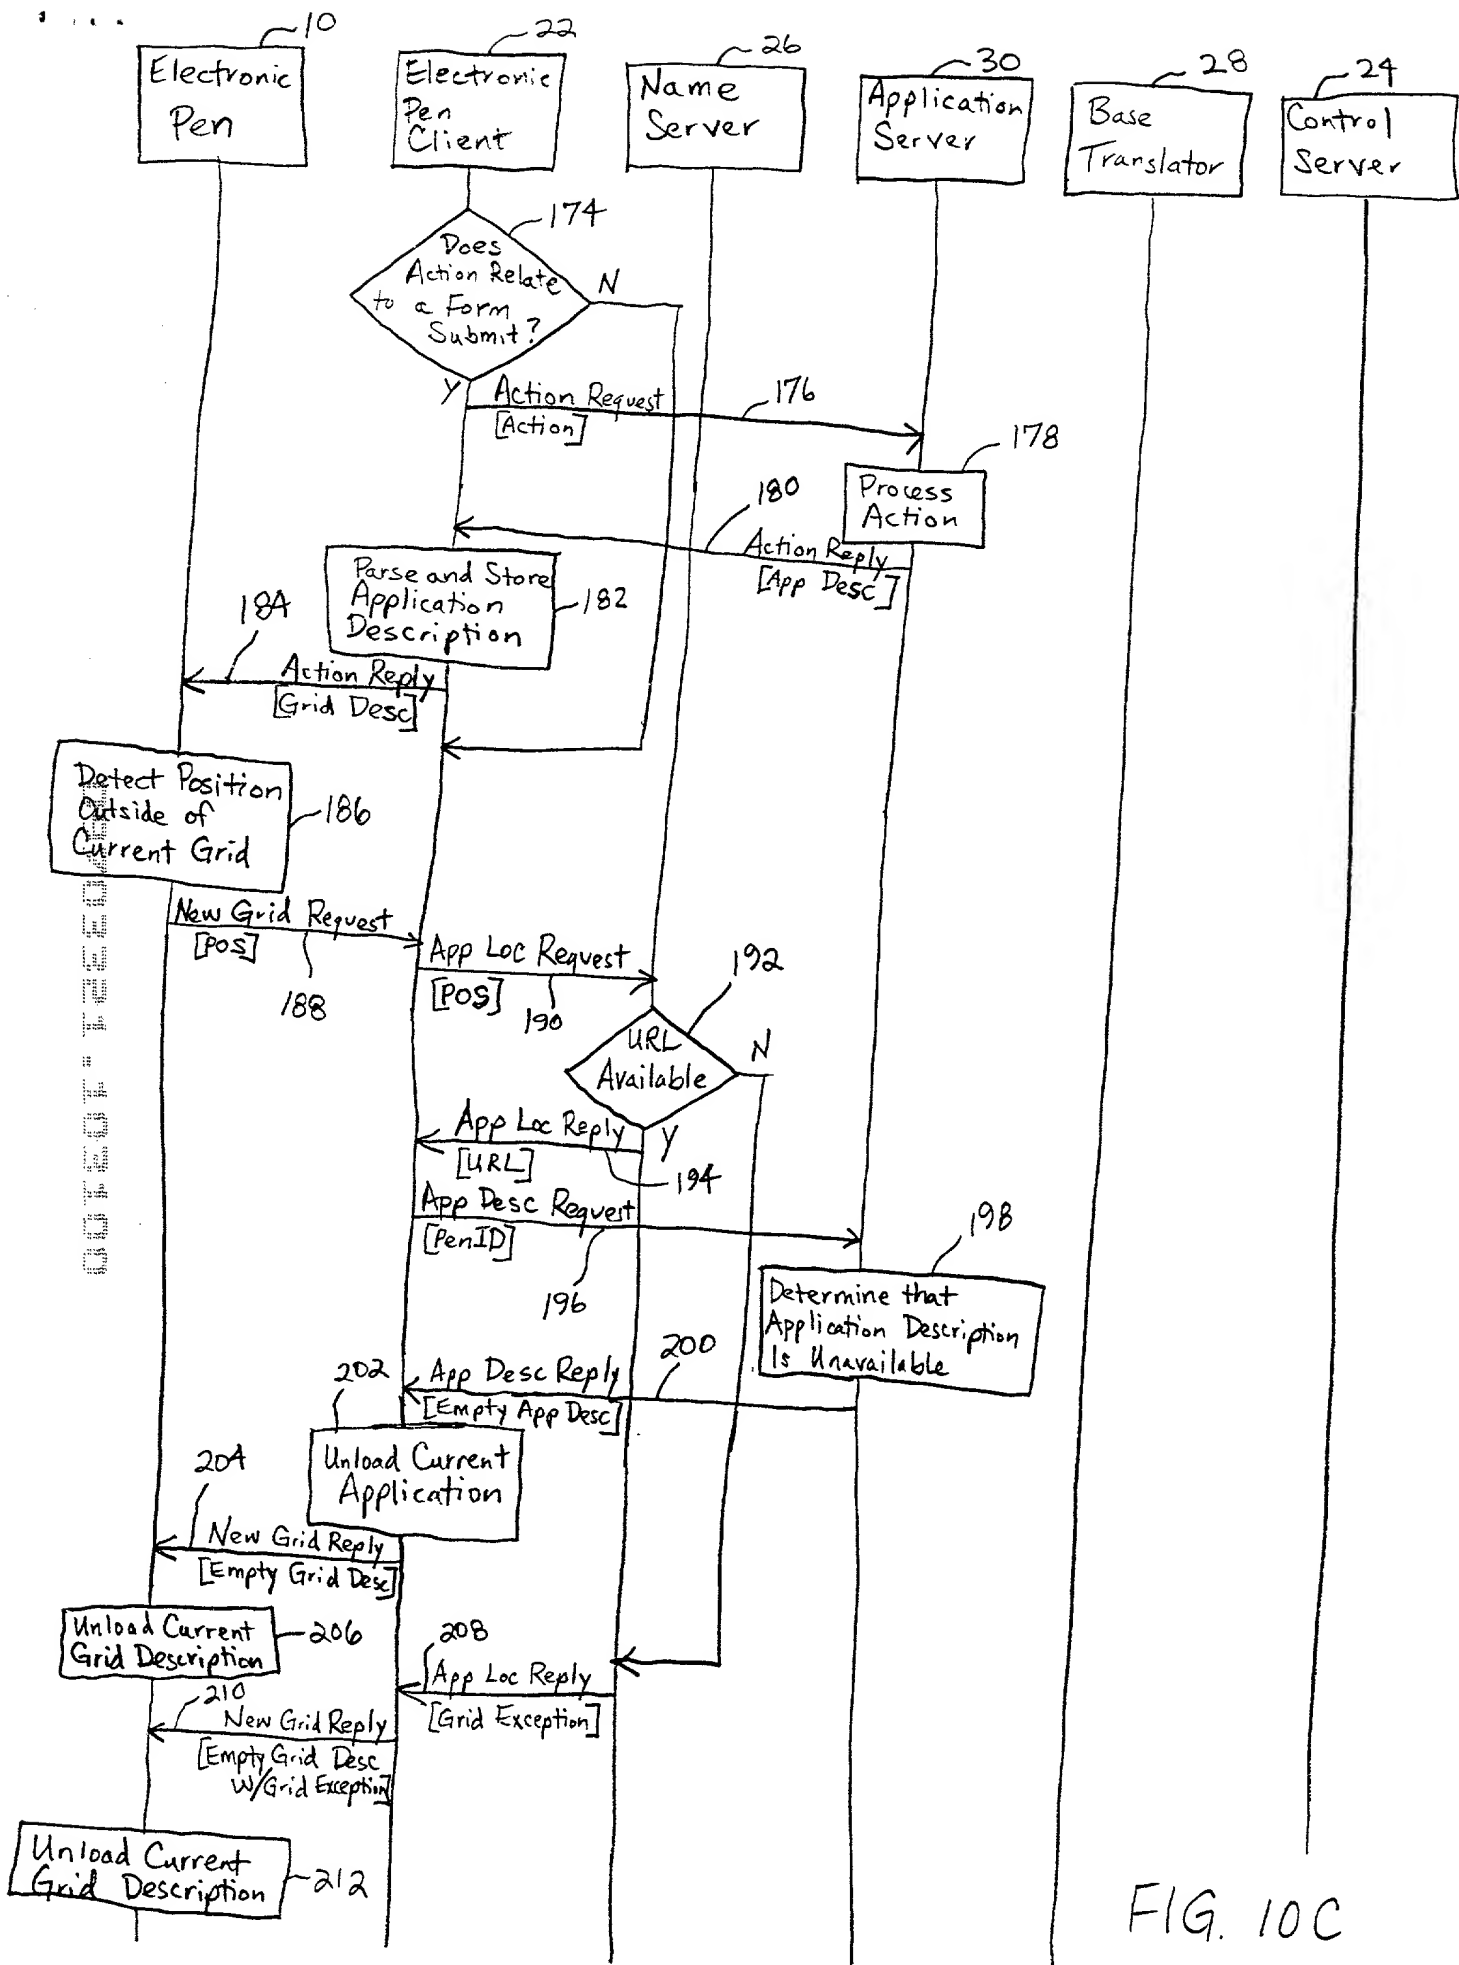 10
Electronic
Pen
22
Electronic
Pen
Client
26
Name
Server
30
Application
Server
28
Base
Translator
24
Control
Server
174
Does
Action Relate
to a Form
Submit?
N
Y
Action Request
[Action]
176
178
Process
Action
180
Action Reply
[App Desc]
Parse and Store
Application
Description
182
184
Action Reply
[Grid Desc]
Detect Position
Outside of
Current Grid
186
New Grid Request
[POS]
188
App Loc Request
[POS]
190
192
URL
Available
N
Y
App Loc Reply
[URL]
194
App Desc Request
[PenID]
196
198
Determine that
Application Description
Is Unavailable
200
App Desc Reply
[Empty App Desc]
202
Unload Current
Application
204
New Grid Reply
[Empty Grid Desc]
Unload Current
Grid Description
206
208
App Loc Reply
[Grid Exception]
210
New Grid Reply
[Empty Grid Desc
W/Grid Exception]
Unload Current
Grid Description
212
FIG. 10C